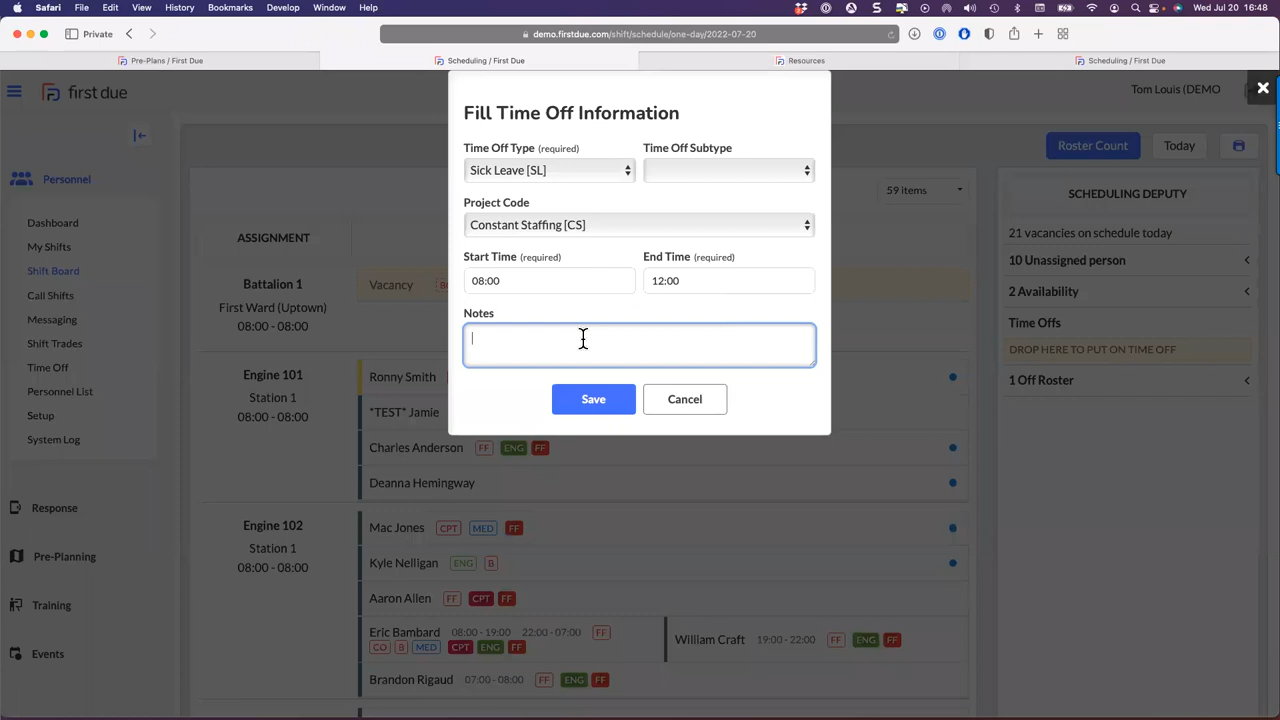 Safari File Edit View History Bookmarks Develop Window Help Wed Jul 20 16:48
Private demo.firstdue.com/shift/schedule/one-day/2022-07-20
Pre-Plans / First Due Scheduling / First Due Resources Scheduling / First Due
first due Tom Louis (DEMO
Personnel
Dashboard
My Shifts
Shift Board
Call Shifts
Messaging
Shift Trades
Time Off
Personnel List
Setup
System Log
Response
Pre-Planning
Training
Events
Roster Count Today
59 items
ASSIGNMENT
Battalion 1
First Ward (Uptown)
08:00 - 08:00
Vacancy
Engine 101
Station 1
08:00 - 08:00
Ronny Smith
*TEST* Jamie
Charles Anderson FF ENG FF
Deanna Hemingway
Engine 102
Station 1
08:00 - 08:00
Mac Jones CPT MED FF
Kyle Nelligan ENG B
Aaron Allen FF CPT FF
Eric Bambard 08:00 - 19:00 22:00 - 07:00 FF
CO B MED CPT ENG FF
William Craft 19:00 - 22:00 FF ENG FF
Brandon Rigaud 07:00 - 08:00 FF ENG FF
Fill Time Off Information
Time Off Type (required) Time Off Subtype
Sick Leave [SL]
Project Code
Constant Staffing [CS]
Start Time (required) End Time (required)
08:00 12:00
Notes
Save Cancel
SCHEDULING DEPUTY
21 vacancies on schedule today
10 Unassigned person
2 Availability
Time Offs
DROP HERE TO PUT ON TIME OFF
1 Off Roster